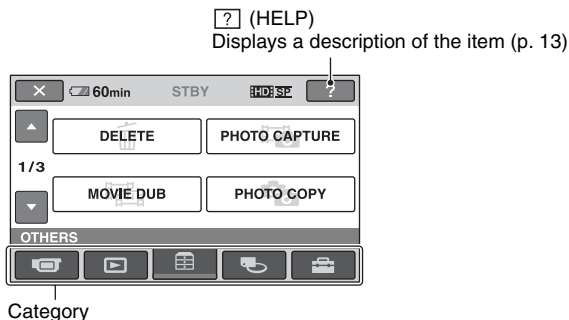 ? (HELP)
Displays a description of the item (p. 13)
60min STBY HD SP ?
DELETE PHOTO CAPTURE
1/3
MOVIE DUB PHOTO COPY
OTHERS
Category